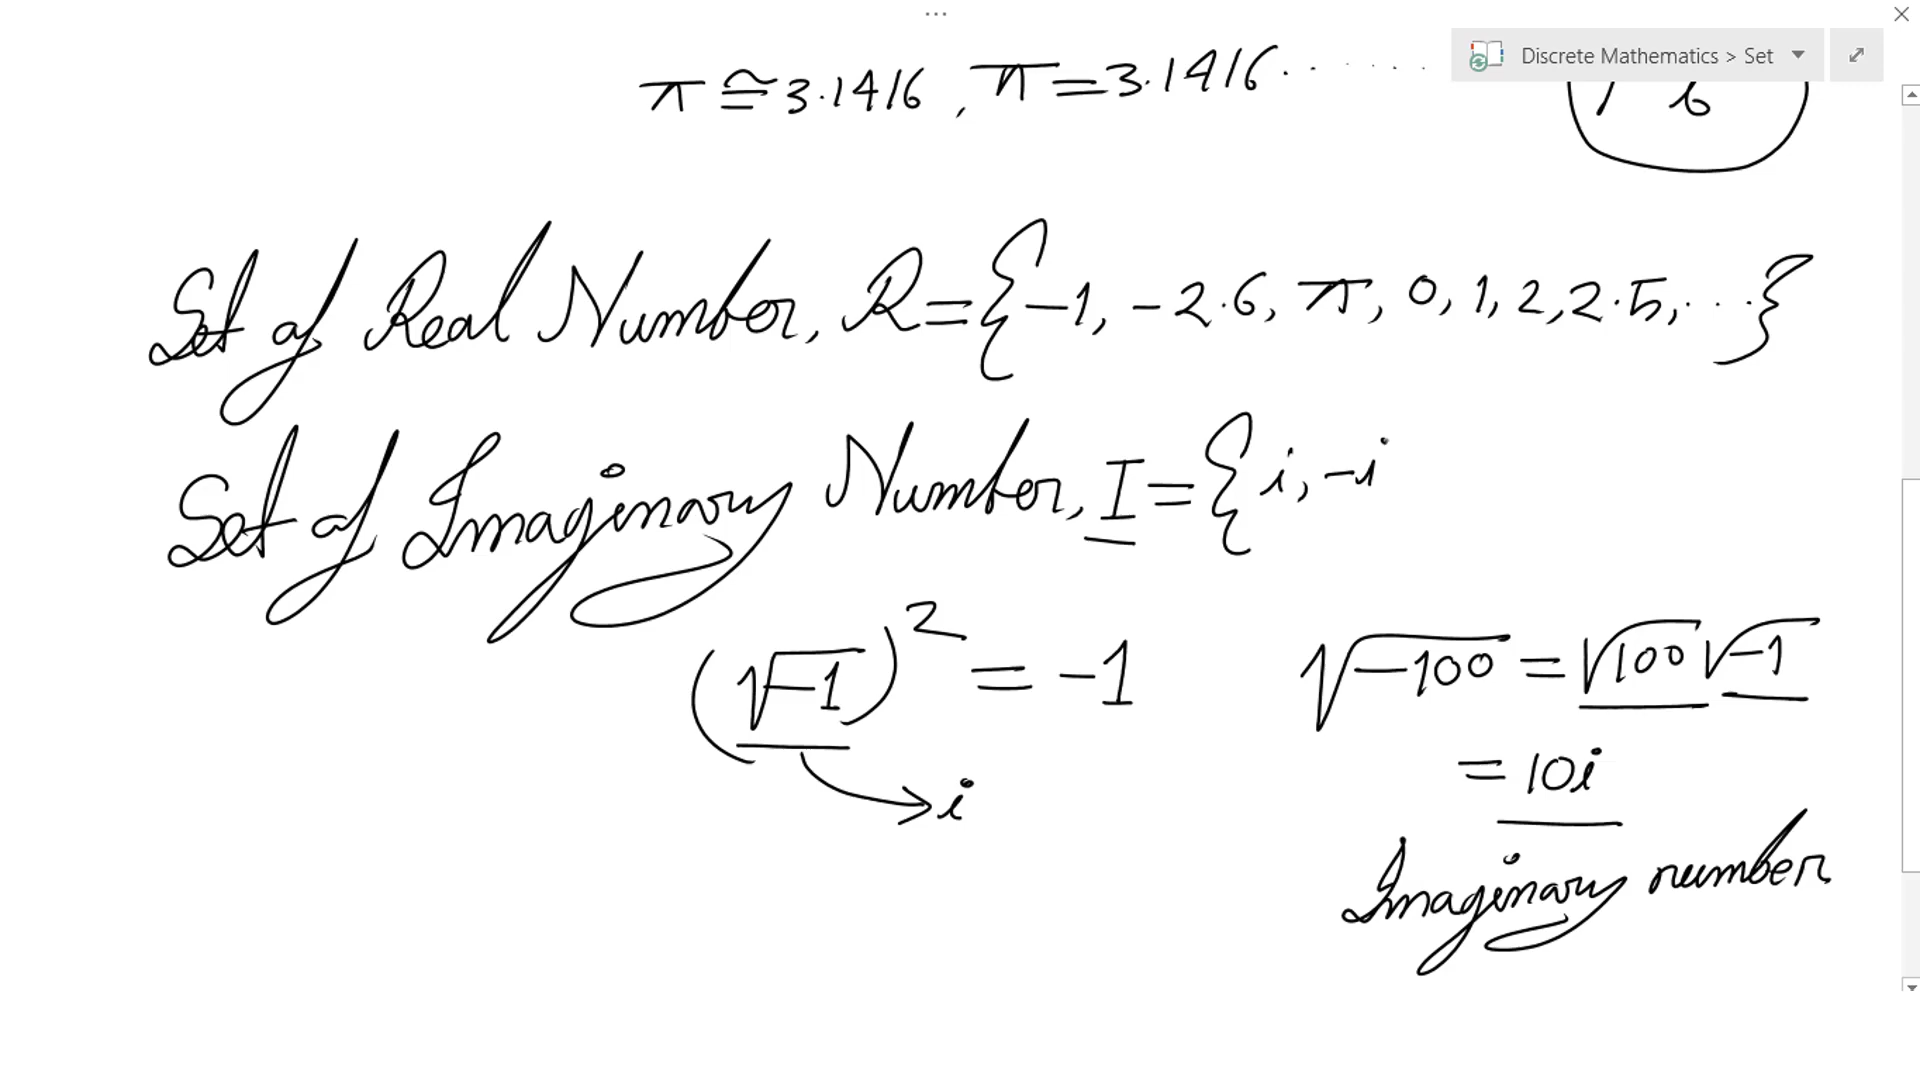 ...
Discrete Mathematics > Set
π ≅ 3.1416, π = 3.1416.......
6
Set of Real Number, R = {-1, -2.6, π, 0, 1, 2, 2.5, ...}
Set of Imaginary Number, I = {i, -i
(√-1)² = -1
i
√-100 = √100 √-1
= 10i
Imaginary number